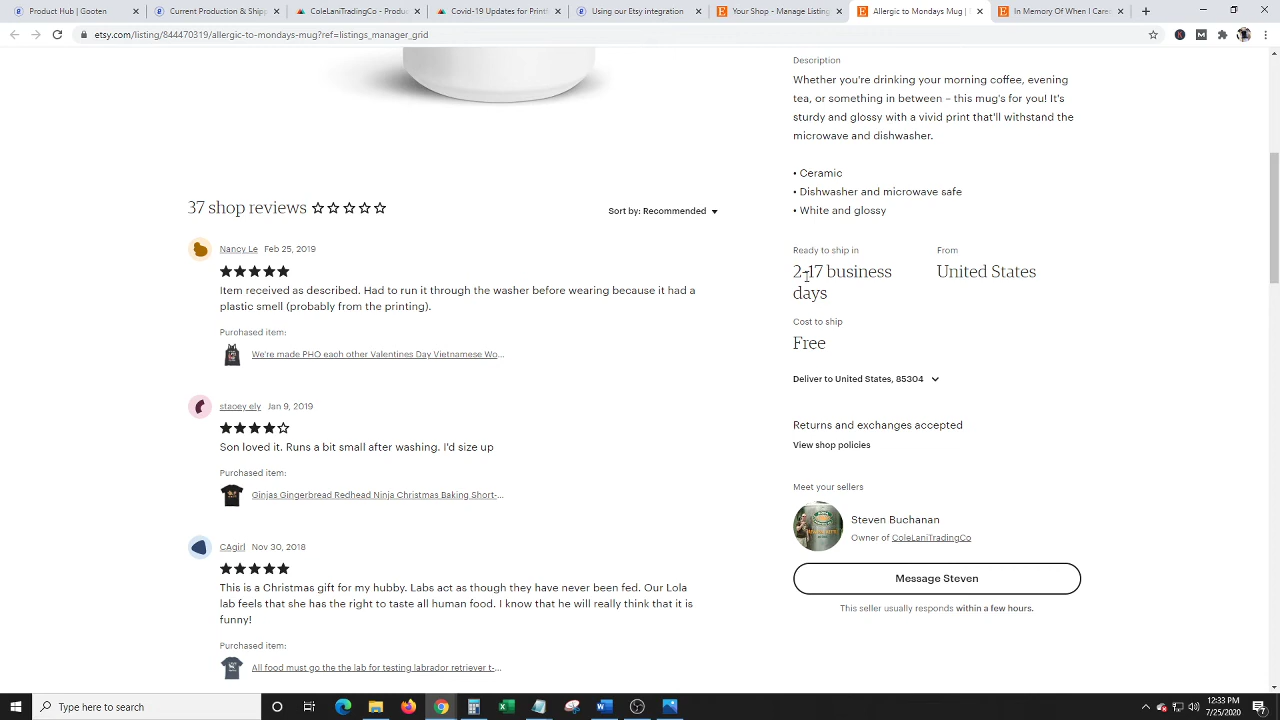 Product Hub | Gooten
Current Production & Shipp
ColeLaniTradingCo - Produc
Covid-19 Updates for Print
Using our Etsy integration
Your Shop – Manage Listing
Allergic to Mondays Mug | 1
In Memory Of When I Care
etsy.com/listing/844470319/allergic-to-mondays-mug?ref=listings_manager_grid
Description
Whether you're drinking your morning coffee, evening
tea, or something in between – this mug's for you! It's
sturdy and glossy with a vivid print that'll withstand the
microwave and dishwasher.
• Ceramic
• Dishwasher and microwave safe
• White and glossy
Ready to ship in
2-17 business
days
From
United States
Cost to ship
Free
Deliver to United States, 85304
Returns and exchanges accepted
View shop policies
Meet your sellers
Steven Buchanan
Owner of ColeLaniTradingCo
Message Steven
This seller usually responds within a few hours.
37 shop reviews
Sort by: Recommended
Nancy Le Feb 25, 2019
Item received as described. Had to run it through the washer before wearing because it had a
plastic smell (probably from the printing).
Purchased item:
We're made PHO each other Valentines Day Vietnamese Wo...
stacey ely Jan 9, 2019
Son loved it. Runs a bit small after washing. I'd size up
Purchased item:
Ginjas Gingerbread Redhead Ninja Christmas Baking Short-...
CAgirl Nov 30, 2018
This is a Christmas gift for my hubby. Labs act as though they have never been fed. Our Lola
lab feels that she has the right to taste all human food. I know that he will really think that it is
funny!
Purchased item:
All food must go the the lab for testing labrador retriever t-...
Type here to search
12:33 PM
7/25/2020